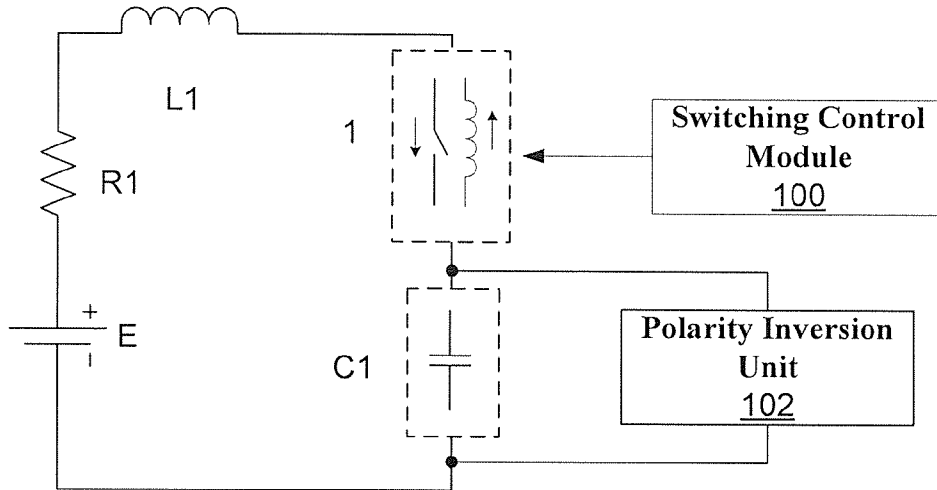 L1
R1
+
E
1
C1
Switching Control
Module
100
Polarity Inversion
Unit
102